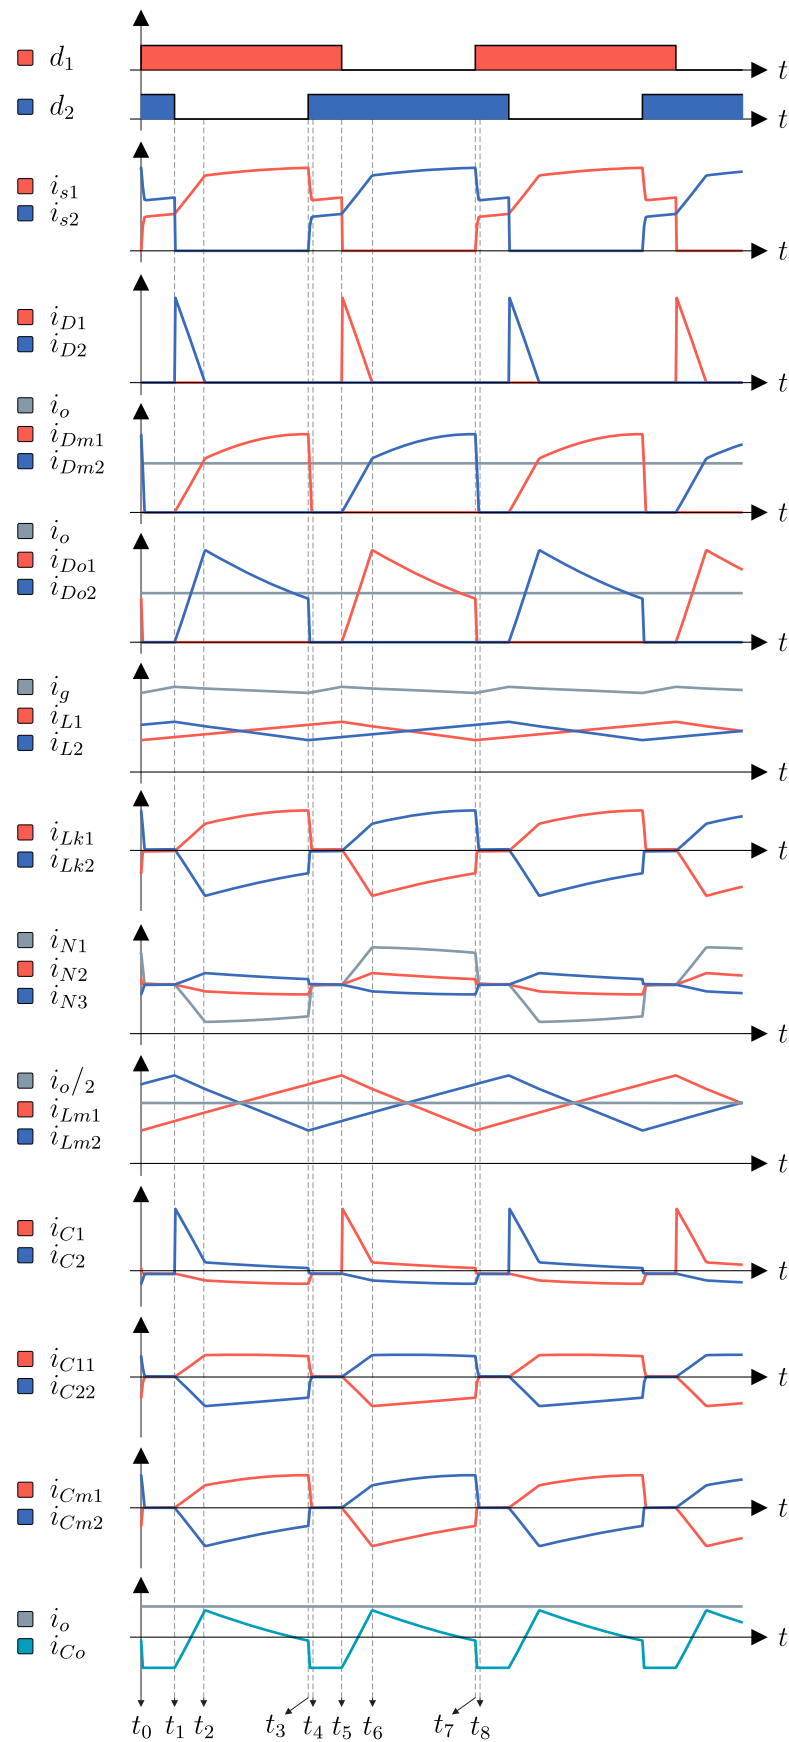 d1 t
d2 t
is1
is2 t
iD1
iD2 t
io
iDm1
iDm2 t
io
iDo1
iDo2 t
ig
iL1
iL2 t
iLk1
iLk2 t
iN1
iN2
iN3 t
io/2
iLm1
iLm2 t
iC1
iC2 t
iC11
iC22 t
iCm1
iCm2 t
io
iCo t
t0 t1 t2 t3 t4 t5 t6 t7 t8